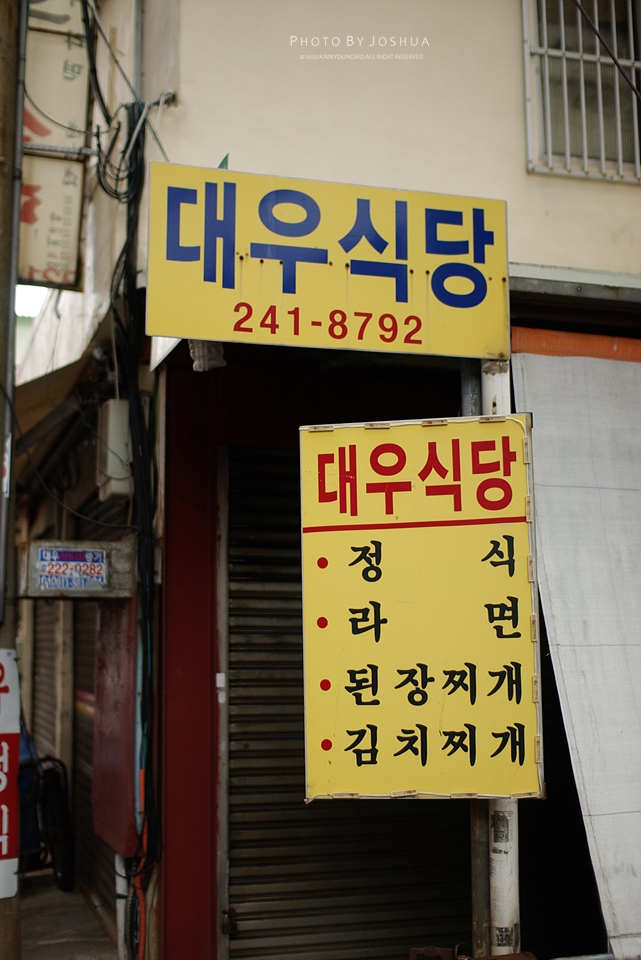 PHOTO BY JOSHUA
대우식당
241-8792
대우식당
• 정 식
• 라 면
• 된장찌개
• 김치찌개
222-0282